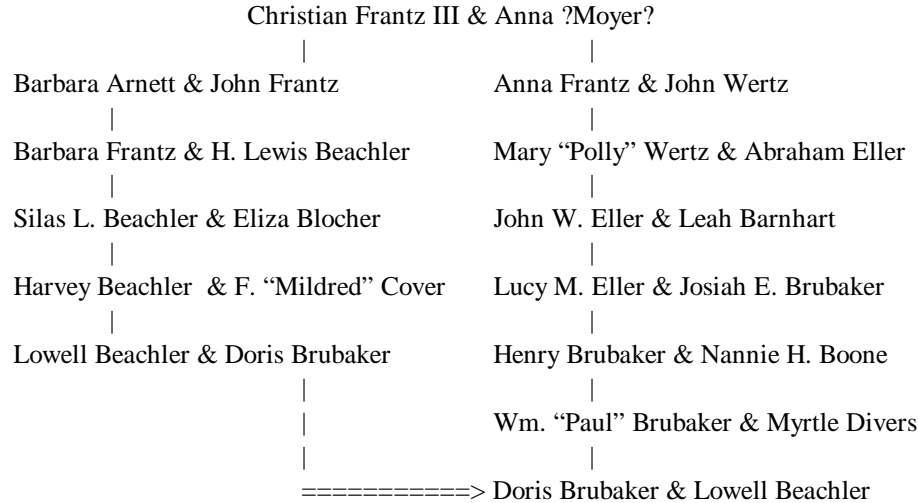 Christian Frantz III & Anna ?Moyer?
| |
Barbara Arnett & John Frantz Anna Frantz & John Wertz
| |
Barbara Frantz & H. Lewis Beachler Mary “Polly” Wertz & Abraham Eller
| |
Silas L. Beachler & Eliza Blocher John W. Eller & Leah Barnhart
| |
Harvey Beachler & F. “Mildred” Cover Lucy M. Eller & Josiah E. Brubaker
| |
Lowell Beachler & Doris Brubaker Henry Brubaker & Nannie H. Boone
| |
| Wm. “Paul” Brubaker & Myrtle Divers
| |
===========> Doris Brubaker & Lowell Beachler